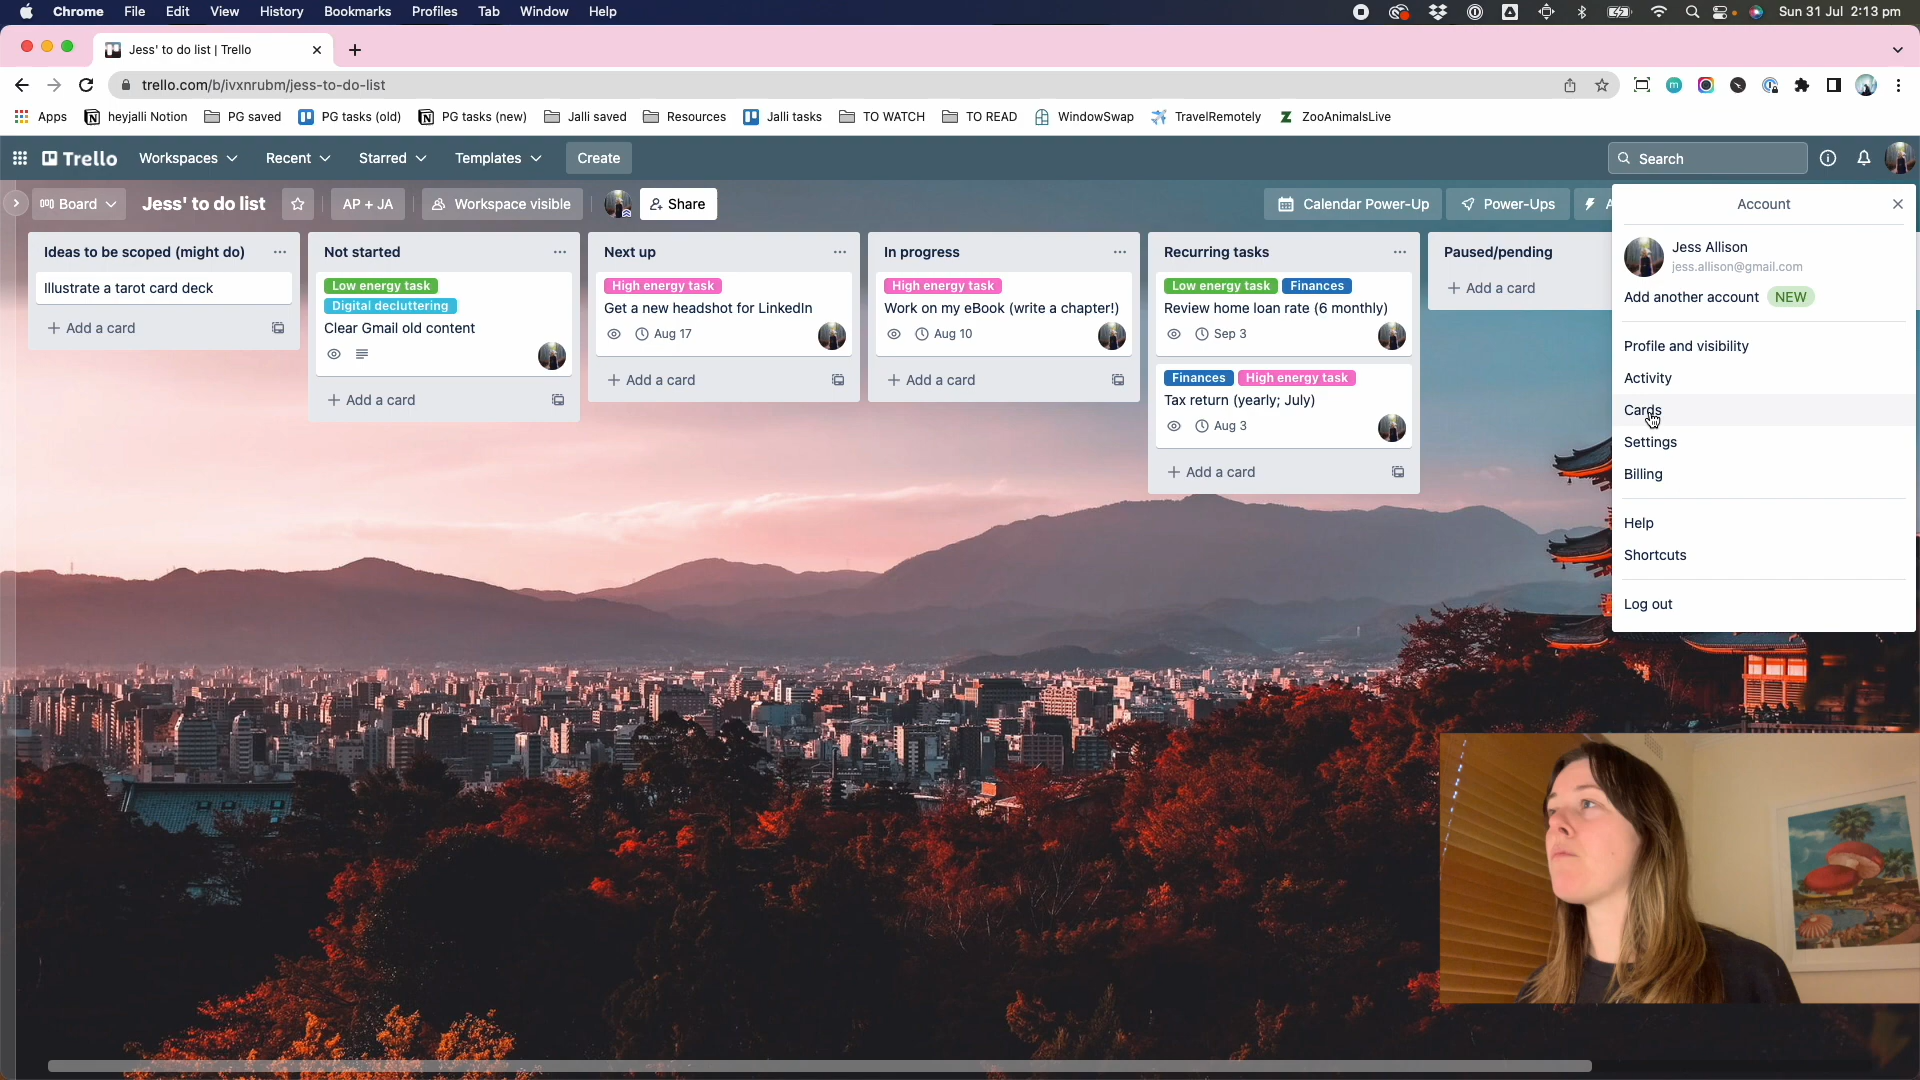 Chrome File Edit View History Bookmarks Profiles Tab Window Help Sun 31 Jul 2:13 pm
Jess' to do list | Trello
trello.com/b/ivxnrubm/jess-to-do-list
Apps heyjalli Notion PG saved PG tasks (old) PG tasks (new) Jalli saved Resources Jalli tasks TO WATCH TO READ WindowSwap TravelRemotely ZooAnimalsLive
Trello Workspaces Recent Starred Templates Create Search
Board Jess' to do list AP + JA Workspace visible Share Calendar Power-Up Power-Ups A
Ideas to be scoped (might do)
Illustrate a tarot card deck
+ Add a card
Not started
Low energy task
Digital decluttering
Clear Gmail old content
+ Add a card
Next up
High energy task
Get a new headshot for LinkedIn
Aug 17
+ Add a card
In progress
High energy task
Work on my eBook (write a chapter!)
Aug 10
+ Add a card
Recurring tasks
Low energy task Finances
Review home loan rate (6 monthly)
Sep 3
Finances High energy task
Tax return (yearly; July)
Aug 3
+ Add a card
Paused/pending
+ Add a card
Account
Jess Allison
jess.allison@gmail.com
Add another account NEW
Profile and visibility
Activity
Cards
Settings
Billing
Help
Shortcuts
Log out